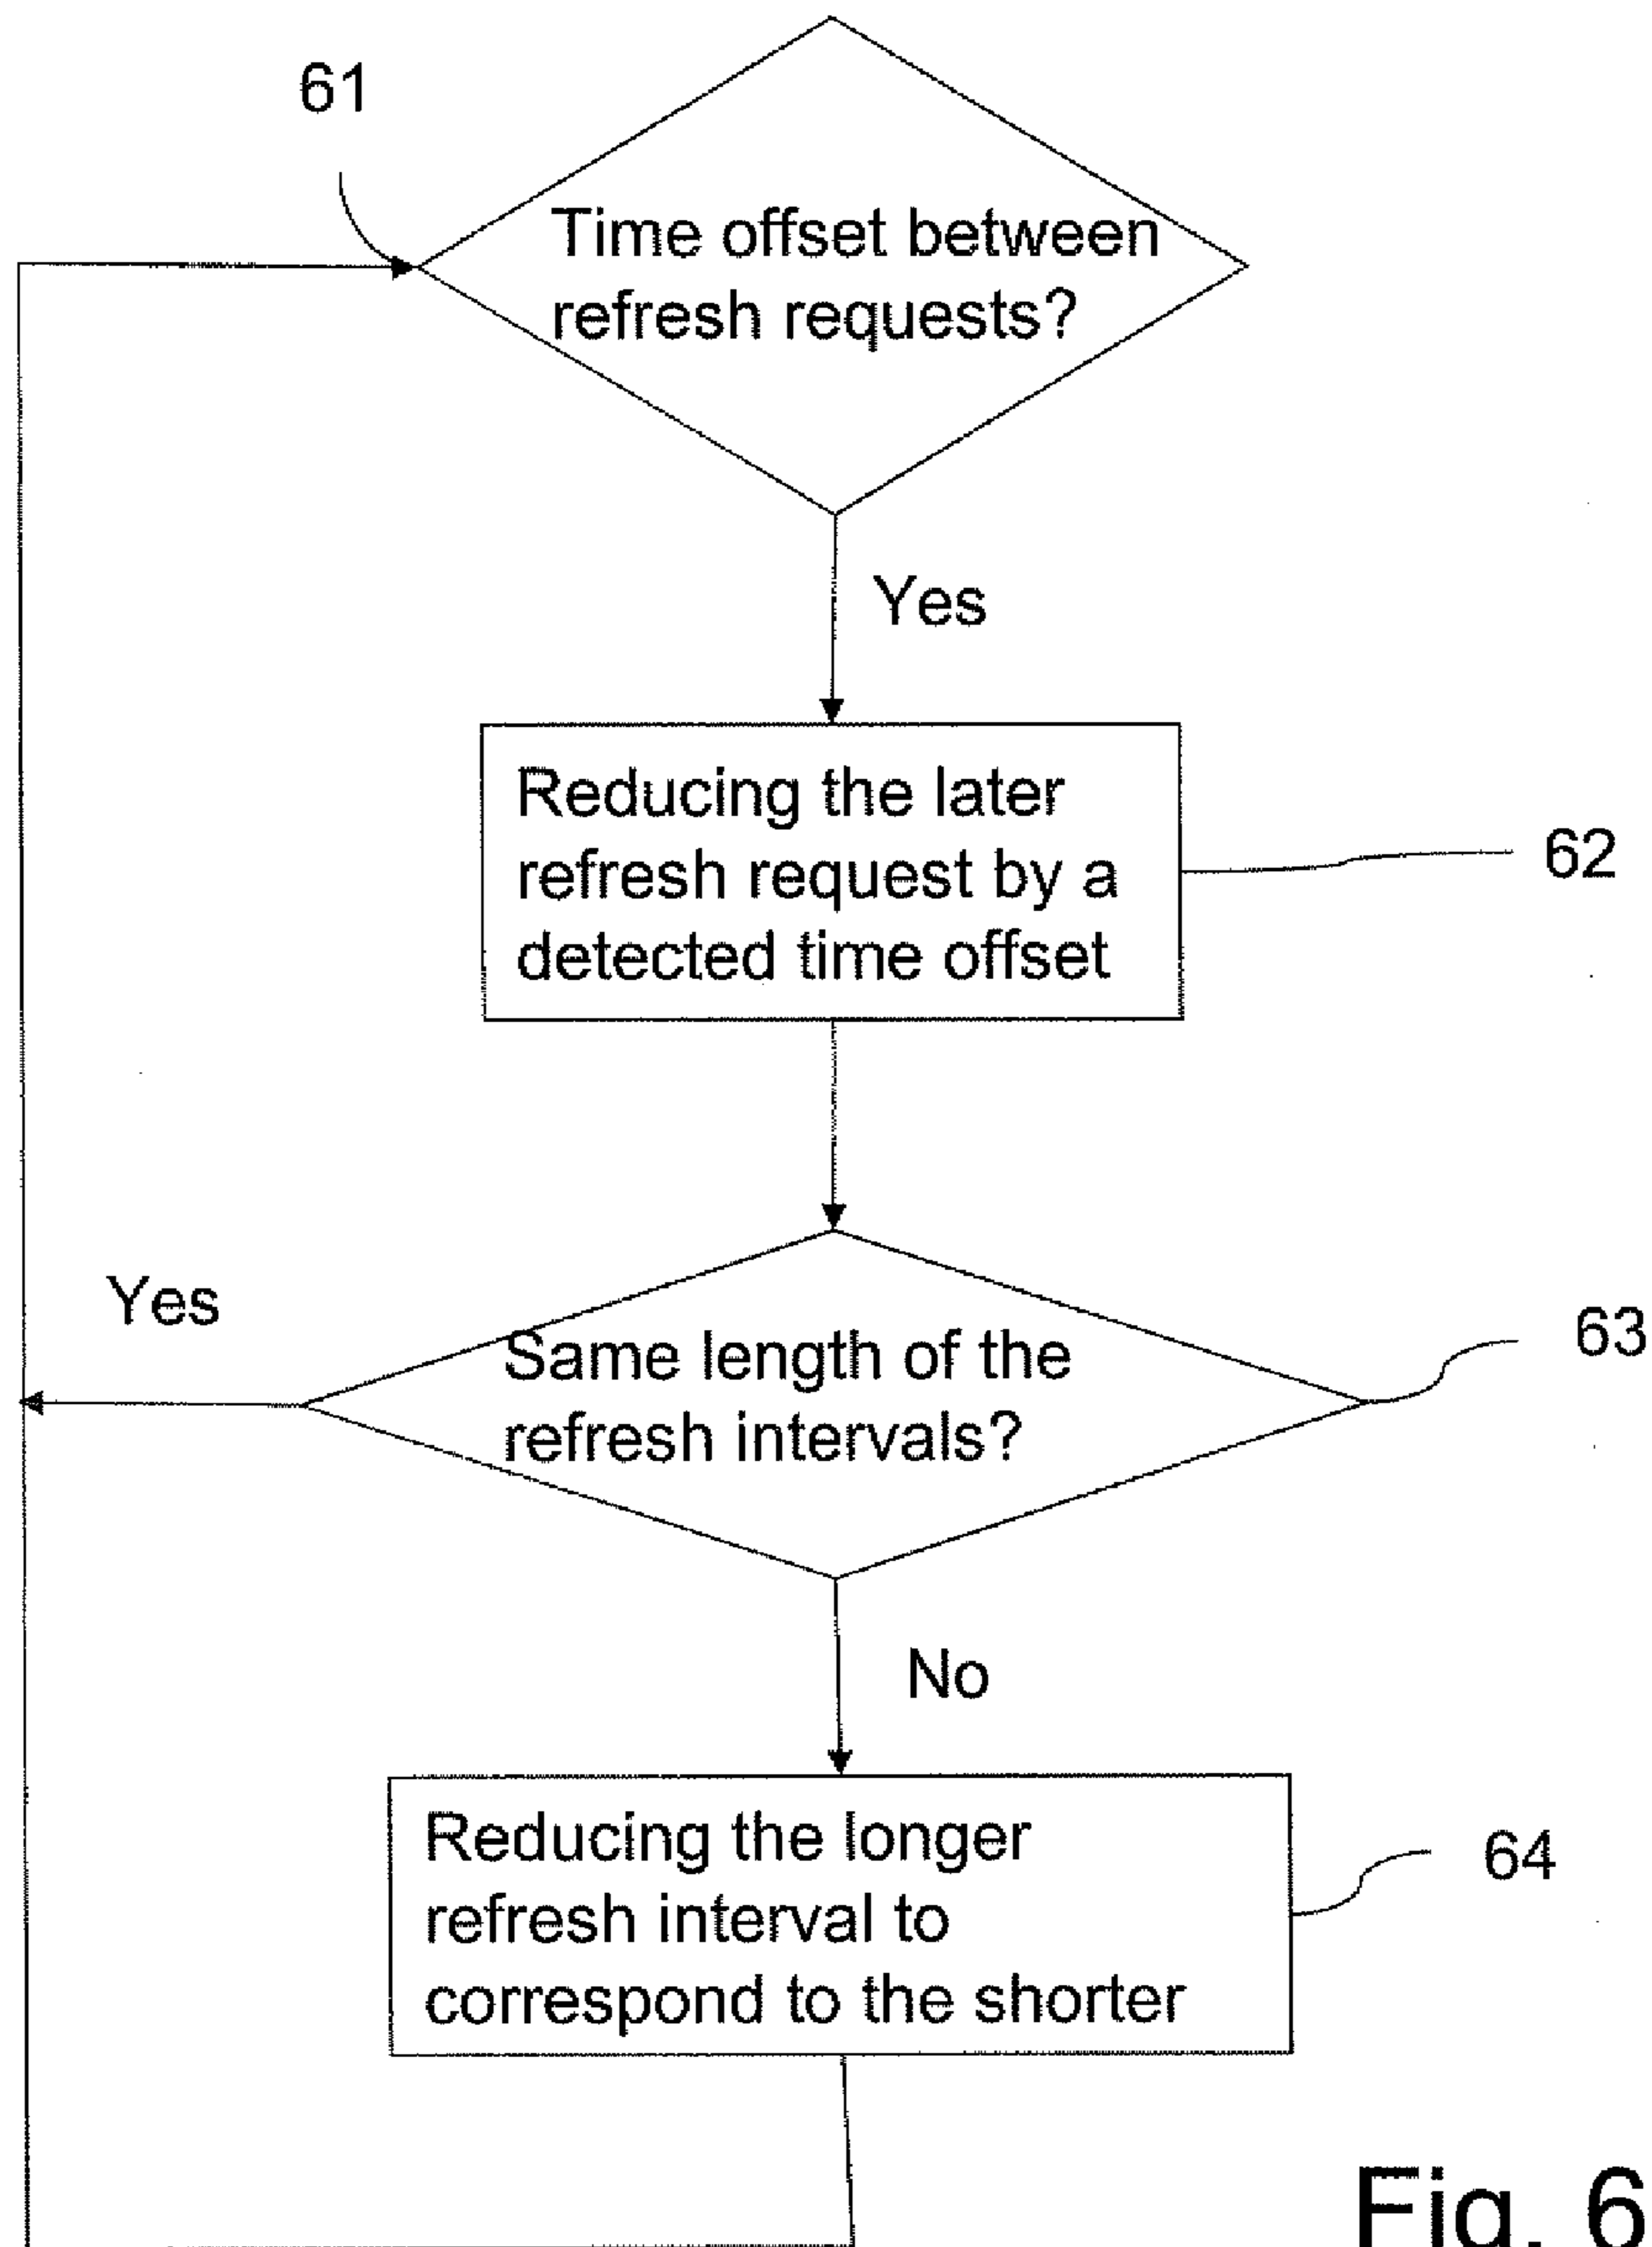 61
Time offset between
refresh requests?
Yes
Reducing the later
refresh request by a
detected time offset
62
Yes
Same length of the
refresh intervals?
63
No
Reducing the longer
refresh interval to
correspond to the shorter
64
Fig. 6